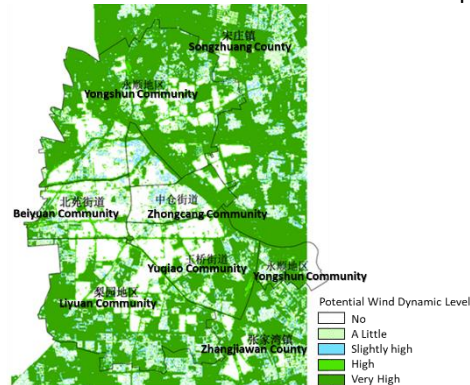 宋庄镇
Songzhuang County
永顺地区
Yongshun Community
北苑街道
Beiyuan Community
中仓街道
Zhongcang Community
玉桥街道
Yuqiao Community
永顺地区
Yongshun Community
梨园地区
Liyuan Community
张家湾镇
Zhangjiawan County
Potential Wind Dynamic Level
No
A Little
Slightly high
High
Very High